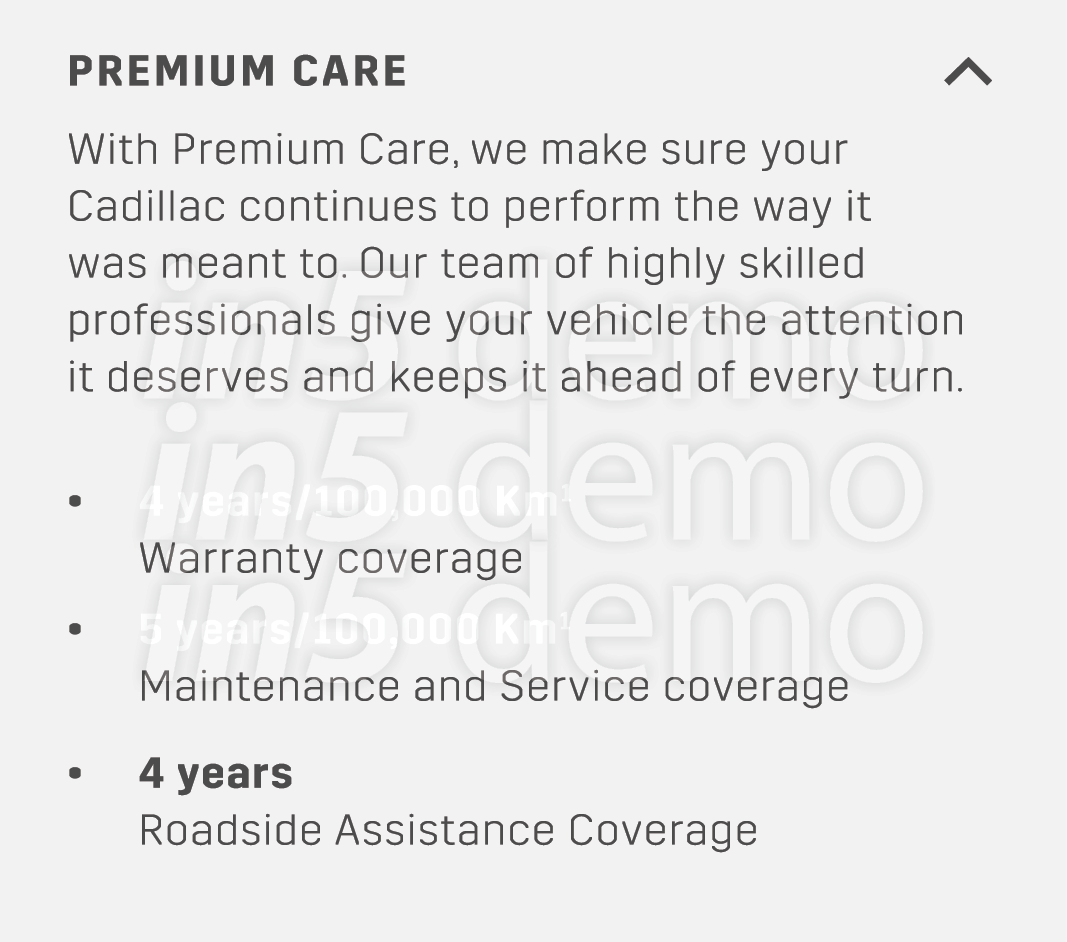 PREMIUM CARE
With Premium Care, we make sure your
Cadillac continues to perform the way it
was meant to. Our team of highly skilled
professionals give your vehicle the attention
it deserves and keeps it ahead of every turn.
in5 demo
in5 demo
in5 demo
• 4 years/100,000 Km¹
Warranty coverage
• 5 years/100,000 Km¹
Maintenance and Service coverage
• 4 years
Roadside Assistance Coverage